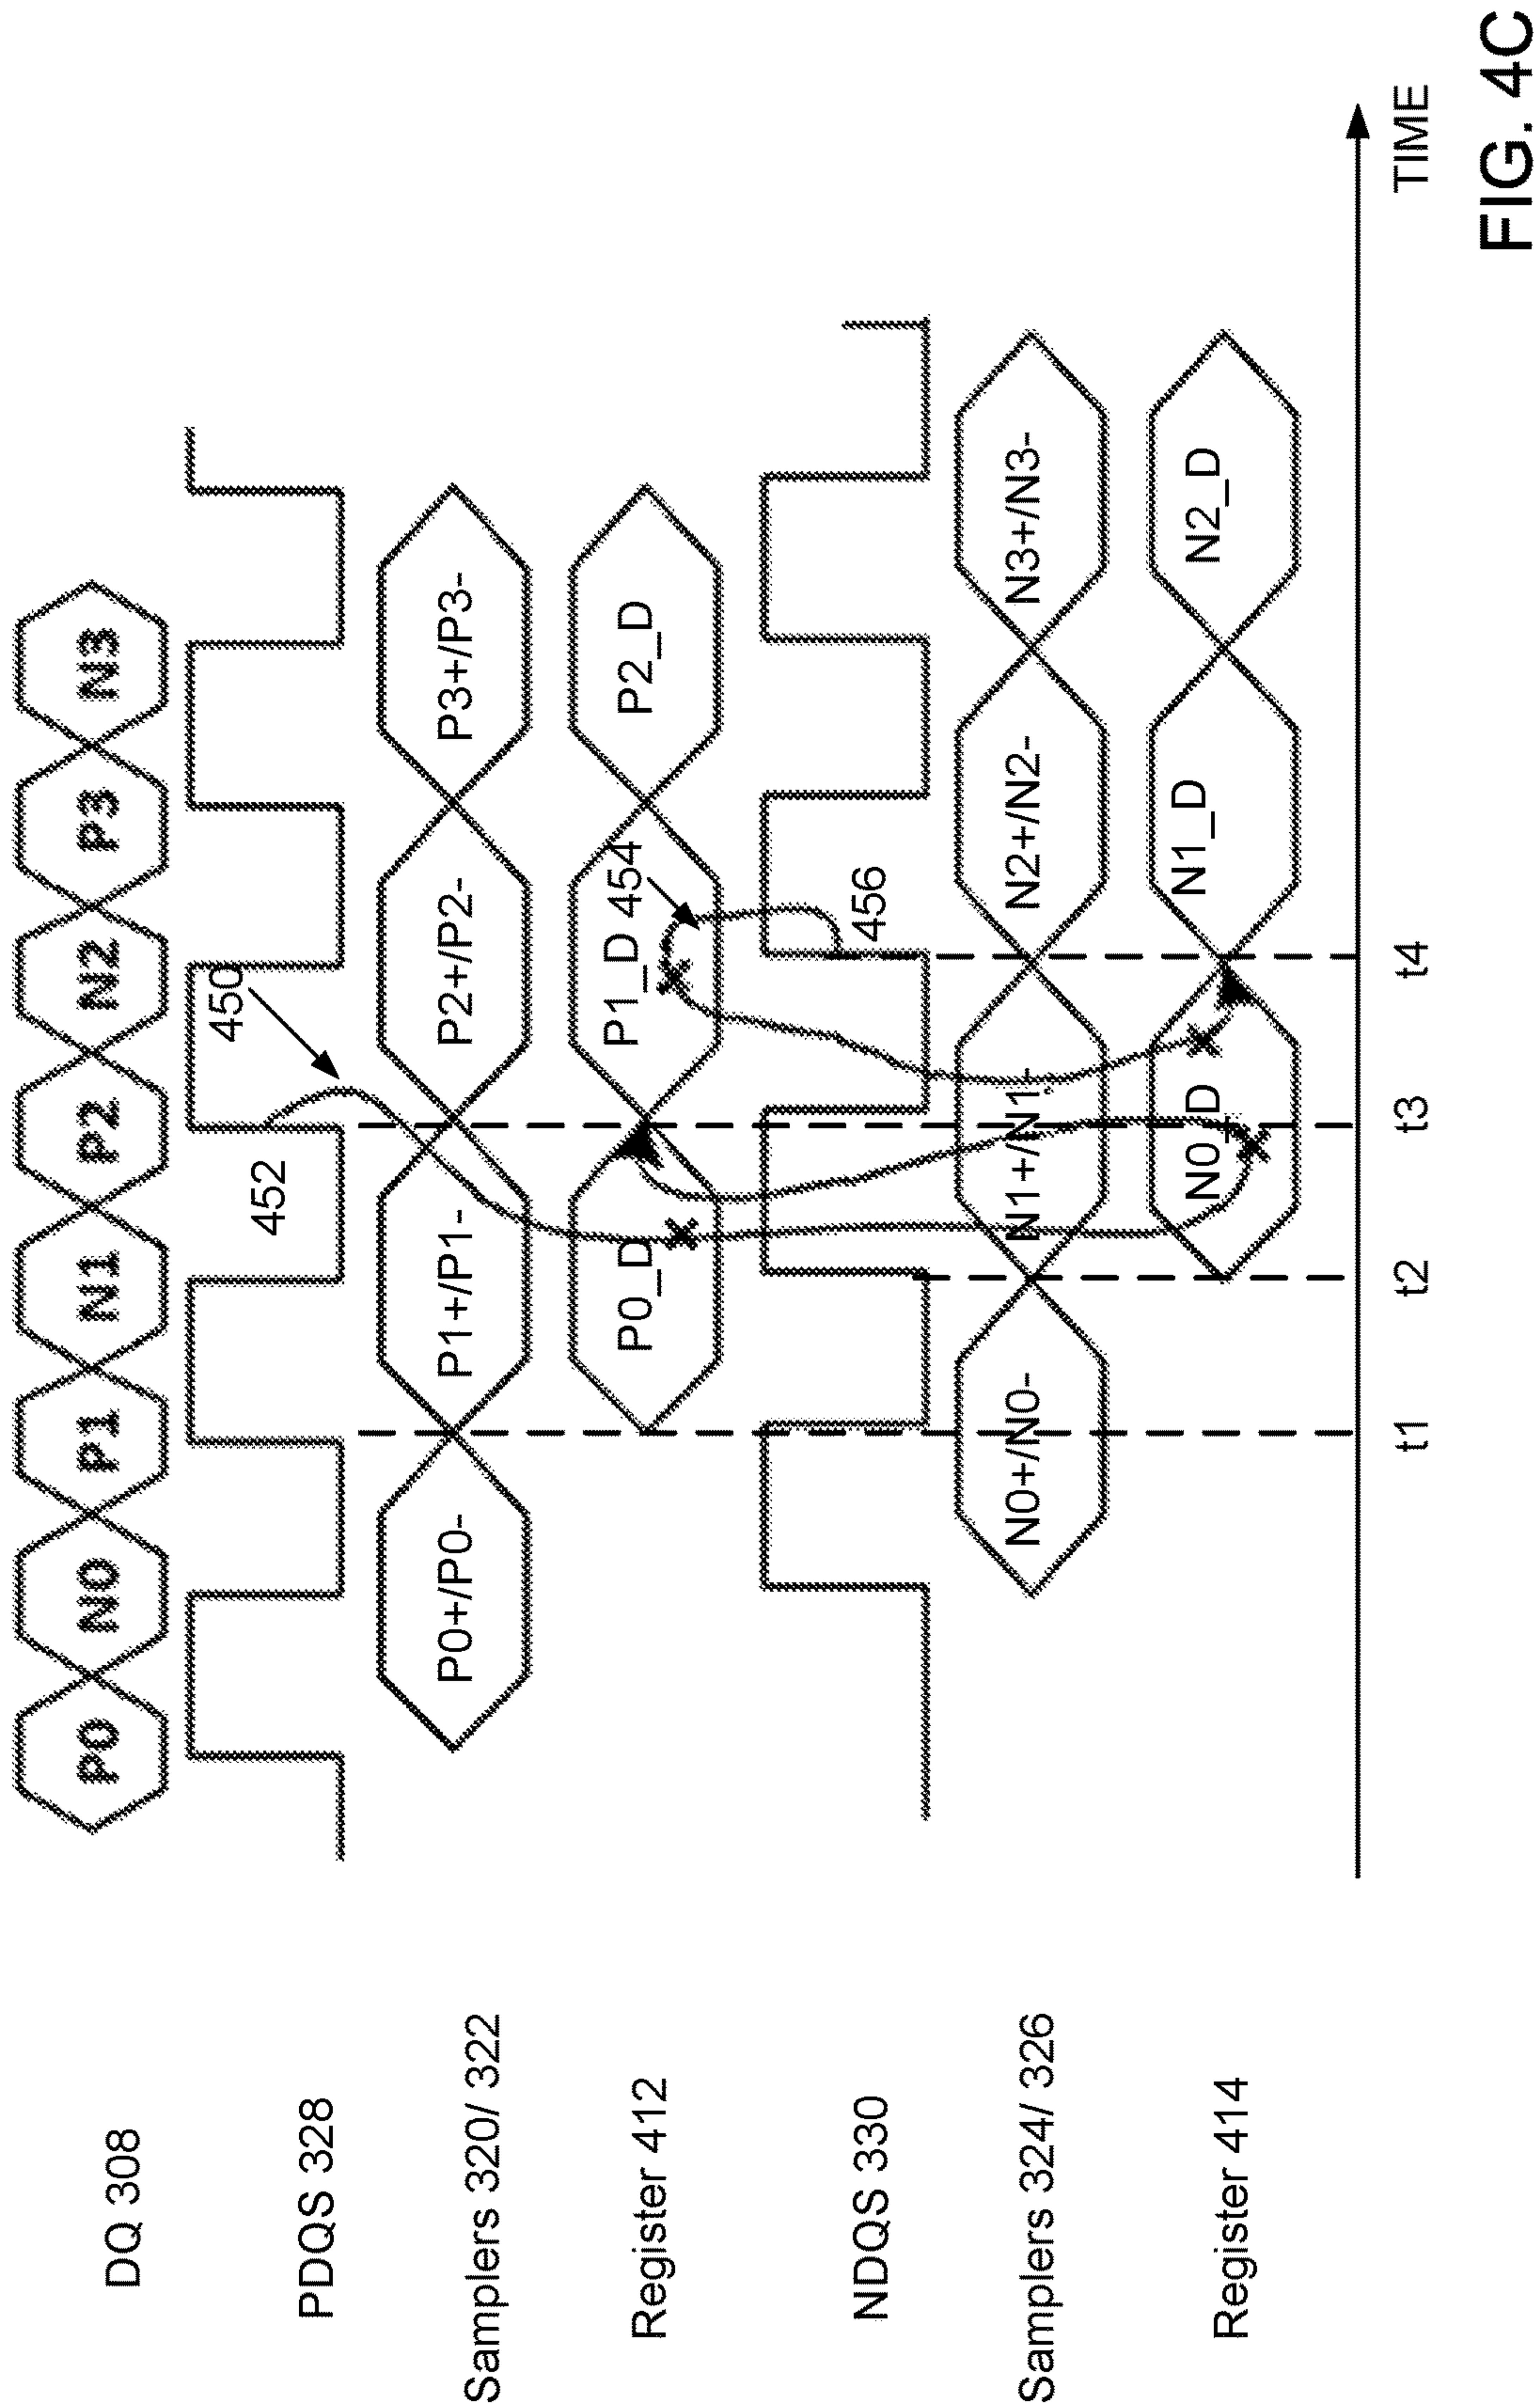 DQ 308 P0 N0 P1 N1 P2 N2 P3 N3
PDQS 328 452 450
Samplers 320/ 322 P0+/P0- P1+/P1- P2+/P2- P3+/P3-
Register 412 P0_D P1_D 454 P2_D
NDQS 330 456
Samplers 324/ 326 N0+/N0- N1+/N1- N2+/N2- N3+/N3-
Register 414 N0_D N1_D N2_D
t1 t2 t3 t4 TIME
FIG. 4C